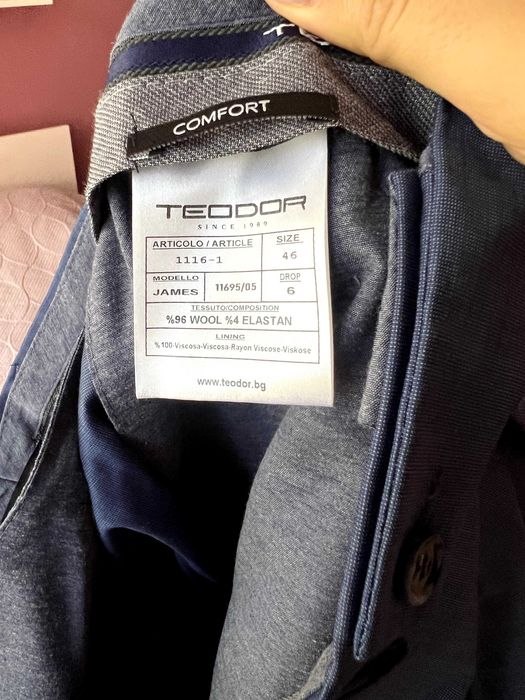 COMFORT
TEODOR
SINCE 1989
ARTICOLO / ARTICLE SIZE
1116-1 46
MODELLO 11695/05 DROP
JAMES 6
TESSUTO/COMPOSITION
%96 WOOL %4 ELASTAN
LINING
%100-Viscosa-Viscosa-Rayon Viscose-Viskose
www.teodor.bg